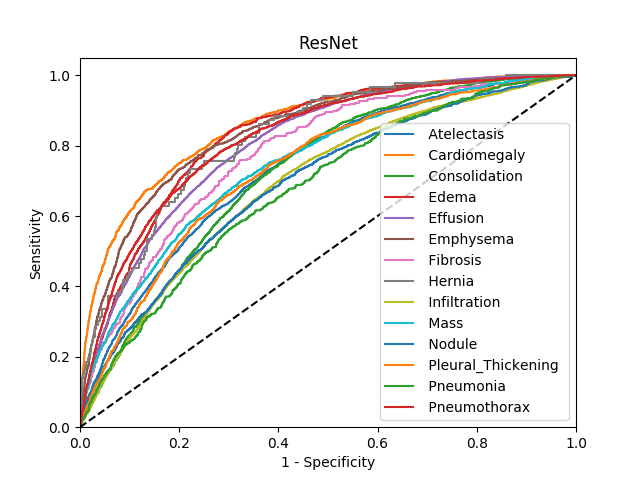 ResNet
Sensitivity
1.0
0.8
0.6
0.4
0.2
0.0
Atelectasis
Cardiomegaly
Consolidation
Edema
Effusion
Emphysema
Fibrosis
Hernia
Infiltration
Mass
Nodule
Pleural_Thickening
Pneumonia
Pneumothorax
0.0 0.2 0.4 0.6 0.8 1.0
1 - Specificity